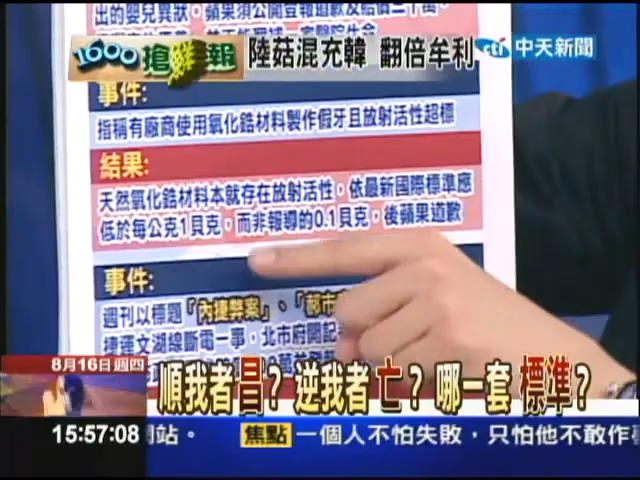 出的嬰兒異狀，蘋果須公開登報道歉及賠償二十萬，
1600
搶鮮報
陸菇混充韓 翻倍牟利
cti 中天新聞
事件:
指稱有廠商使用氧化鋯材料製作假牙且放射活性超標
結果:
天然氧化鋯材料本就存在放射活性，依最新國際標準應
低於每公克1貝克，而非報導的0.1貝克，後蘋果道歉
事件:
週刊以標題「內捷弊案」、「郝市
捷運文湖線斷電一事，北市府開記
8月16日週四
順我者昌? 逆我者亡? 哪一套 標準?
15:57:08
網站。 焦點 一個人不怕失敗，只怕他不敢作